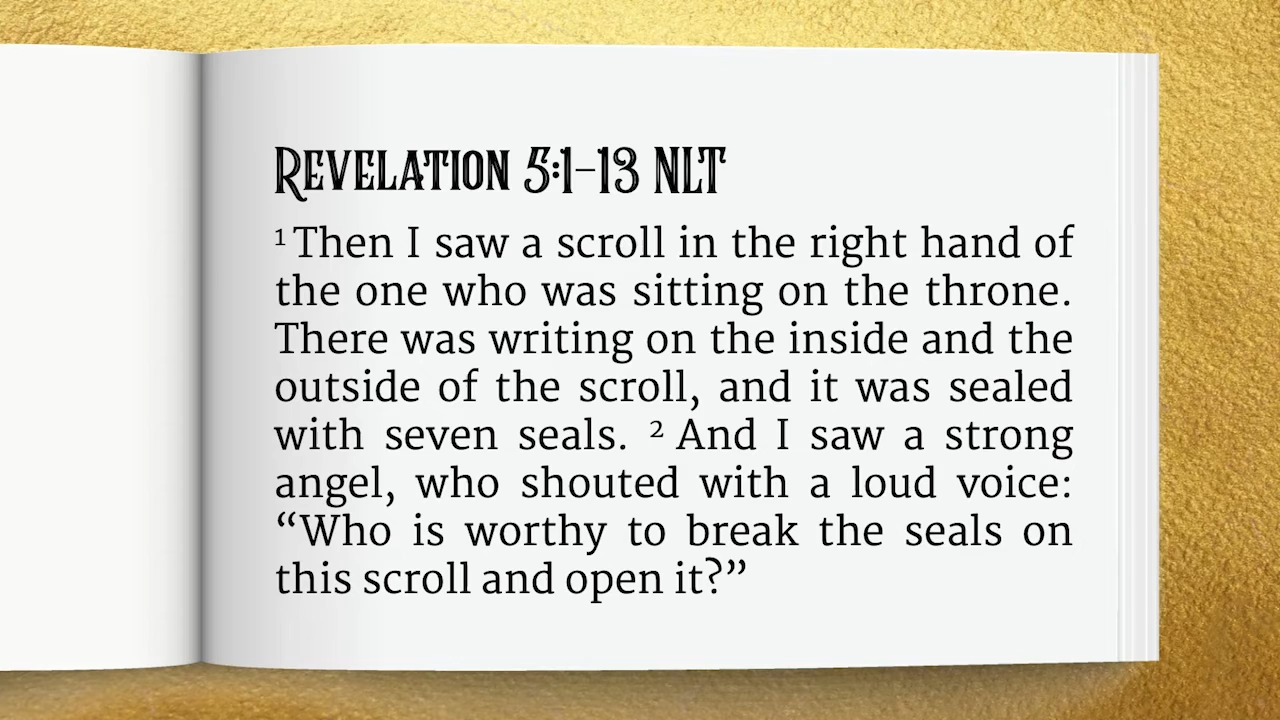 Revelation 5:1–13 NLT
¹ Then I saw a scroll in the right hand of
the one who was sitting on the throne.
There was writing on the inside and the
outside of the scroll, and it was sealed
with seven seals. ² And I saw a strong
angel, who shouted with a loud voice:
“Who is worthy to break the seals on
this scroll and open it?”